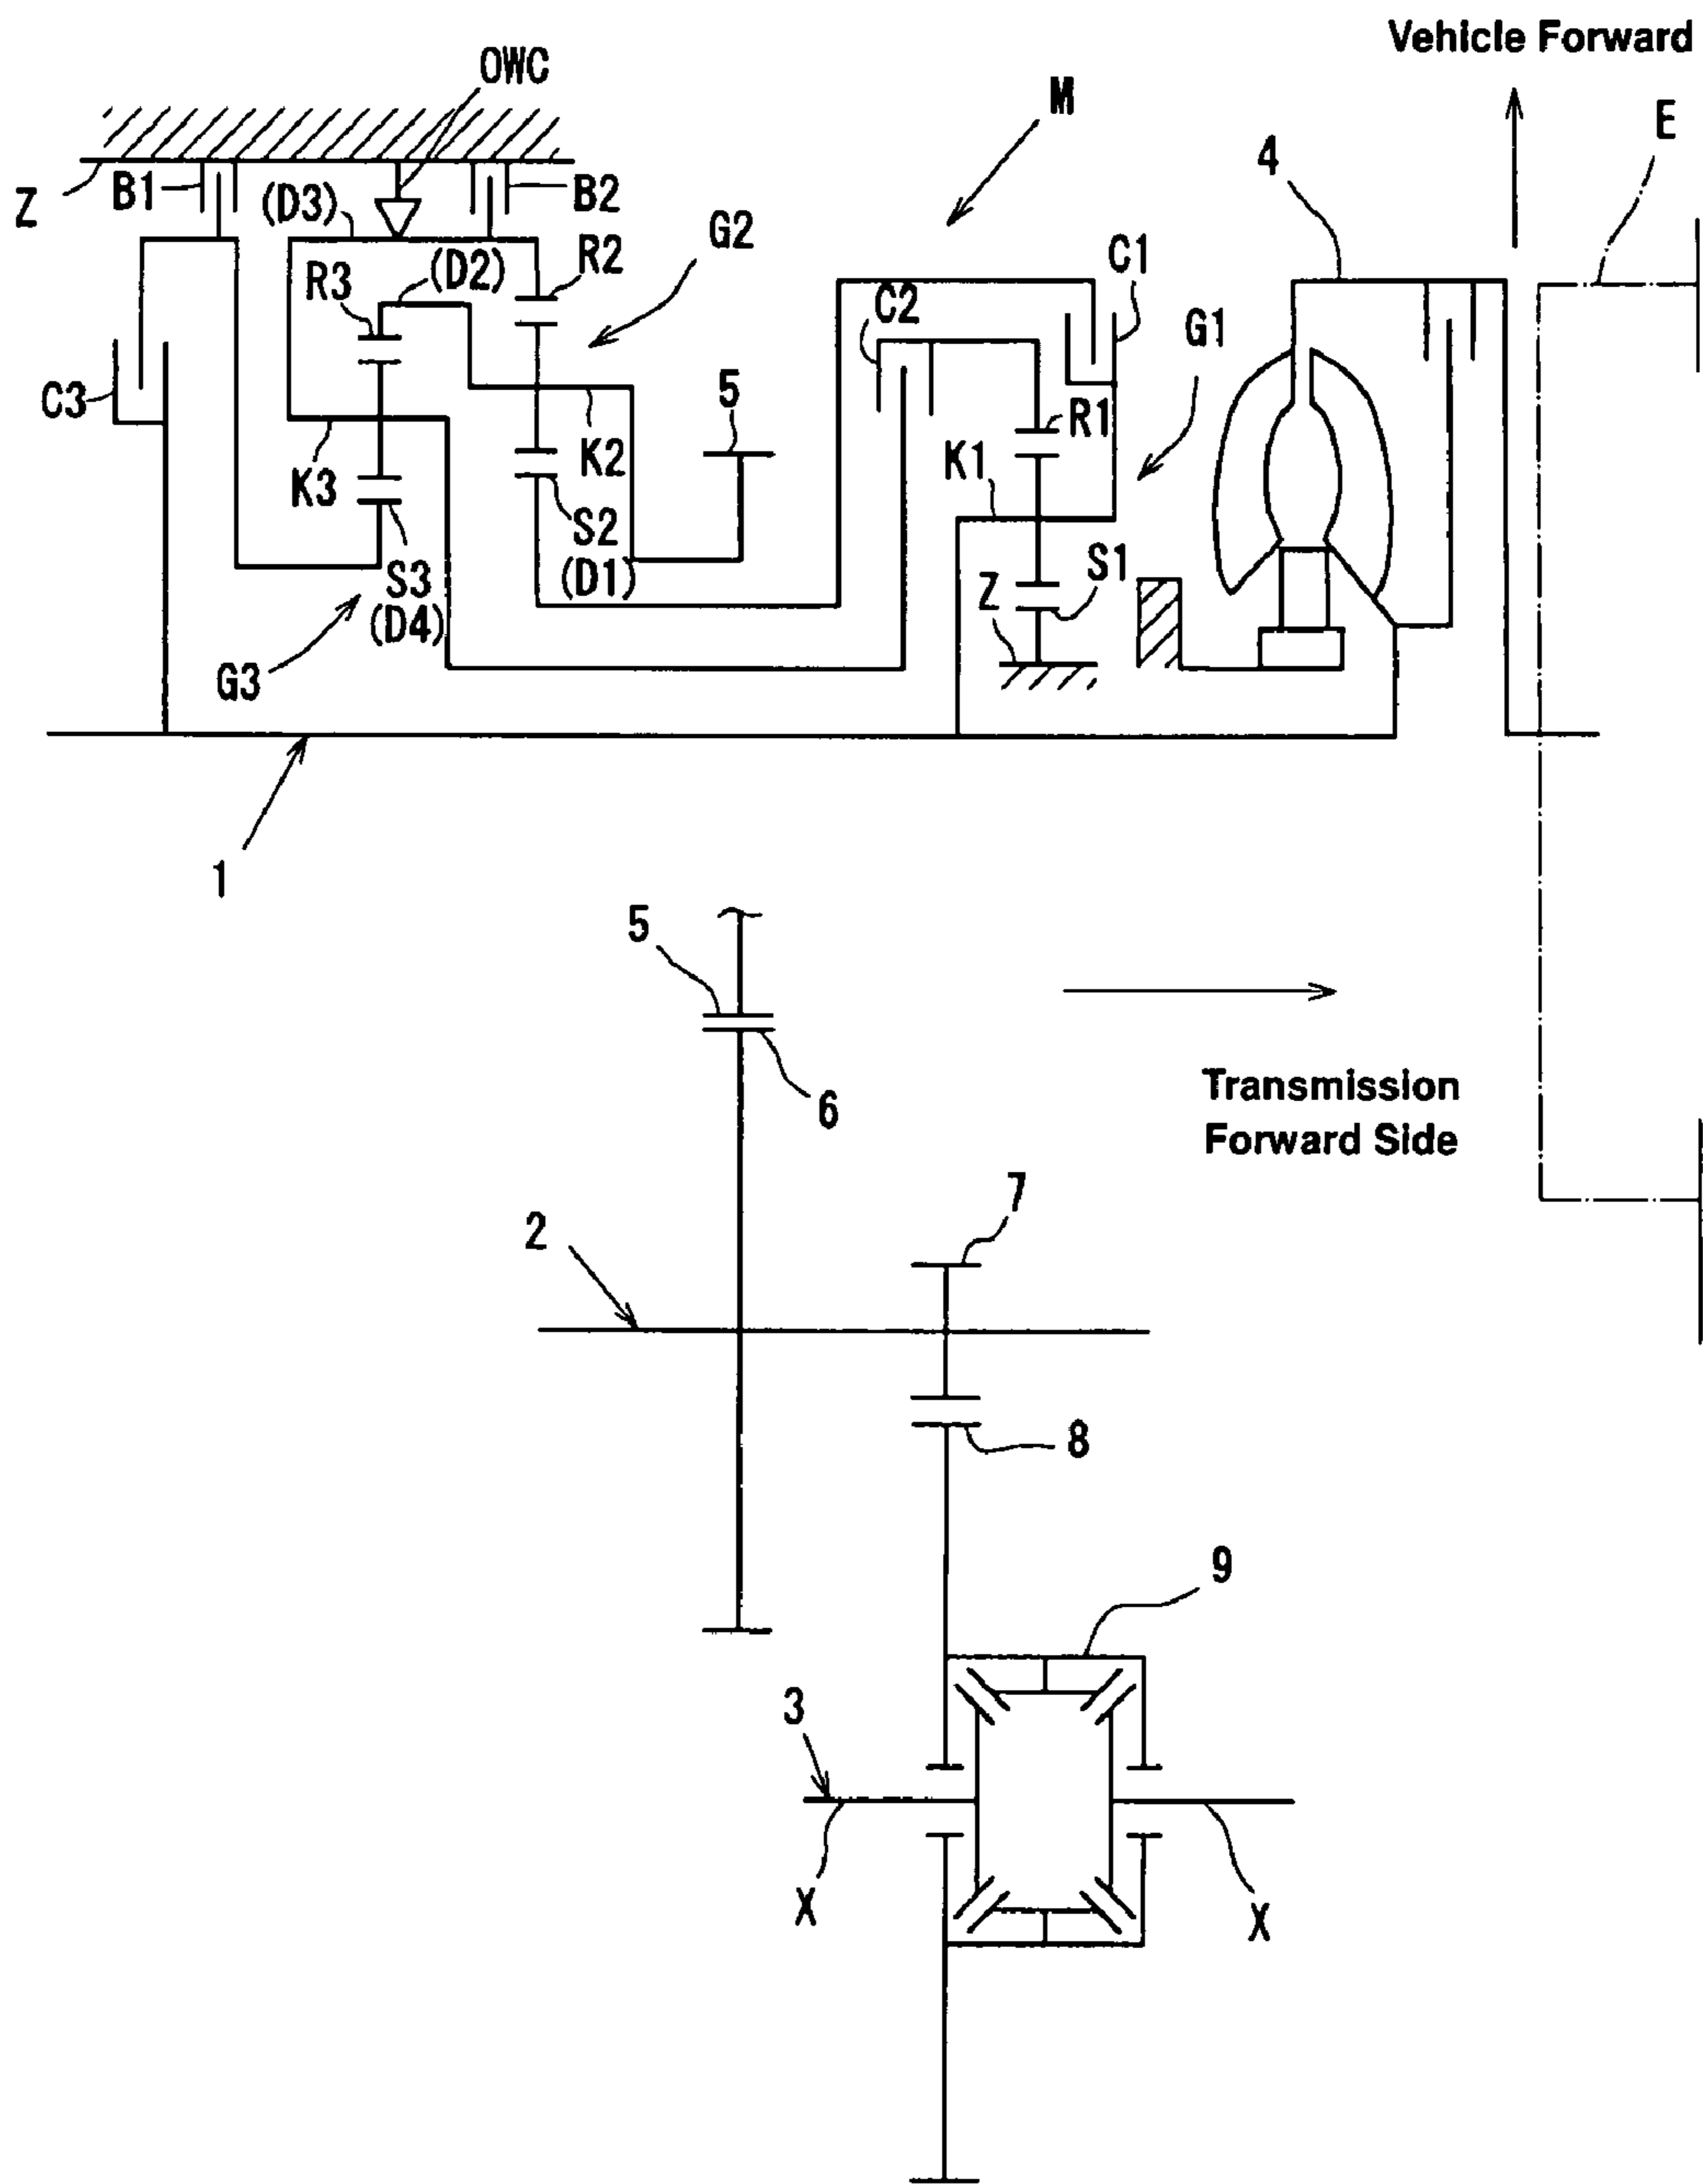 Vehicle Forward
OWC
M
E
4
Z
B1
(D3)
B2
G2
R2
(D2)
R3
C1
C2
G1
C3
5
R1
K1
K2
K3
S2
(D1)
S1
Z
S3
(D4)
G3
1
5
6
Transmission
Forward Side
7
2
8
9
3
X
X